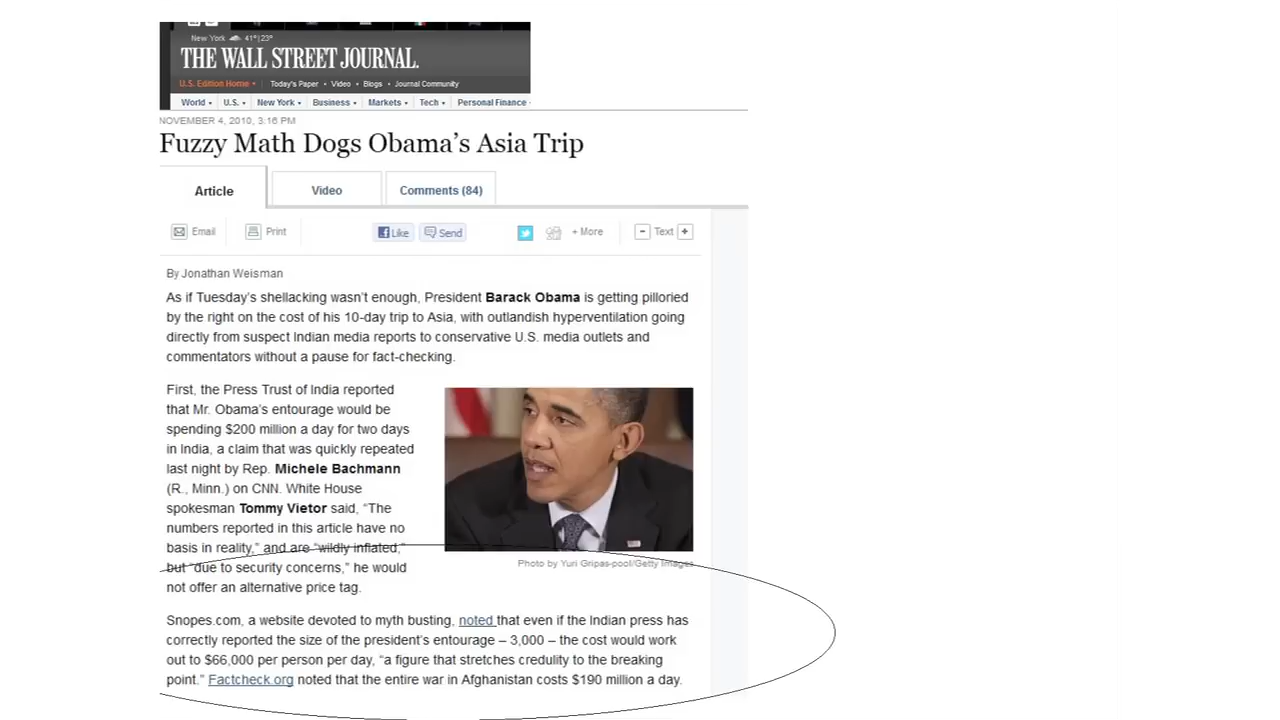 New York 41°|23°
THE WALL STREET JOURNAL.
U.S. Edition Home Today's Paper • Video • Blogs • Journal Community
World U.S. New York Business Markets Tech Personal Finance
NOVEMBER 4, 2010, 3:16 PM
Fuzzy Math Dogs Obama's Asia Trip
Article Video Comments (84)
Email Print Like Send + More − Text +
By Jonathan Weisman
As if Tuesday's shellacking wasn't enough, President Barack Obama is getting pilloried
by the right on the cost of his 10-day trip to Asia, with outlandish hyperventilation going
directly from suspect Indian media reports to conservative U.S. media outlets and
commentators without a pause for fact-checking.
First, the Press Trust of India reported
that Mr. Obama's entourage would be
spending $200 million a day for two days
in India, a claim that was quickly repeated
last night by Rep. Michele Bachmann
(R., Minn.) on CNN. White House
spokesman Tommy Vietor said, “The
numbers reported in this article have no
basis in reality,” and are “wildly inflated,”
but “due to security concerns,” he would
not offer an alternative price tag.
Photo by Yuri Gripas-pool/Getty Images
Snopes.com, a website devoted to myth busting, noted that even if the Indian press has
correctly reported the size of the president's entourage – 3,000 – the cost would work
out to $66,000 per person per day, “a figure that stretches credulity to the breaking
point.” Factcheck.org noted that the entire war in Afghanistan costs $190 million a day.